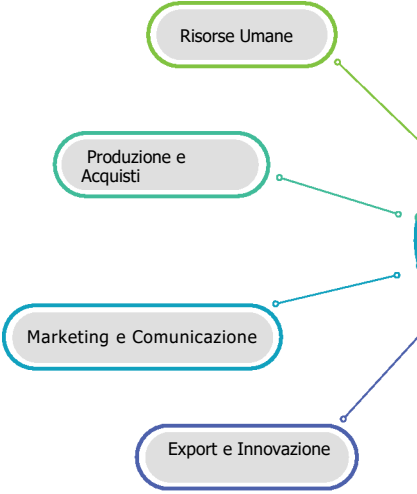 Risorse Umane
Produzione e
Acquisti
Marketing e Comunicazione
Export e Innovazione